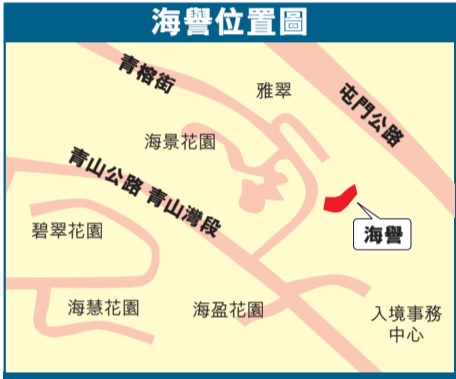 海譽位置圖
青榕街
雅翠
屯門公路
海景花園
青山公路 青山灣段
碧翠花園
海譽
海慧花園
海盈花園
入境事務
中心